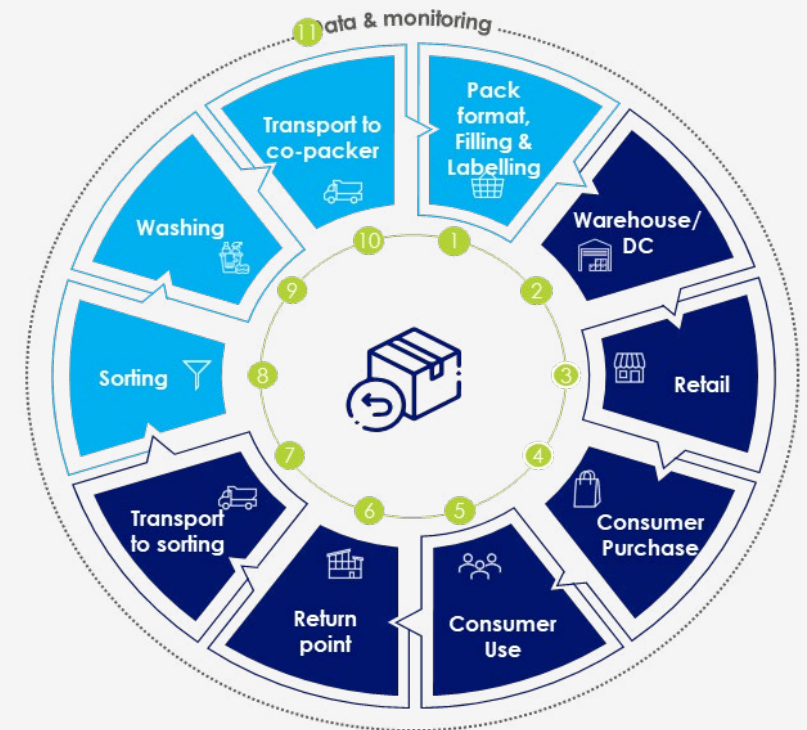 11
Data & monitoring
Pack
format,
Filling &
Labelling
1
Warehouse/
DC
2
Retail
3
Consumer
Purchase
4
Consumer
Use
5
Return
point
6
Transport
to sorting
7
Sorting
8
Washing
9
Transport to
co-packer
10